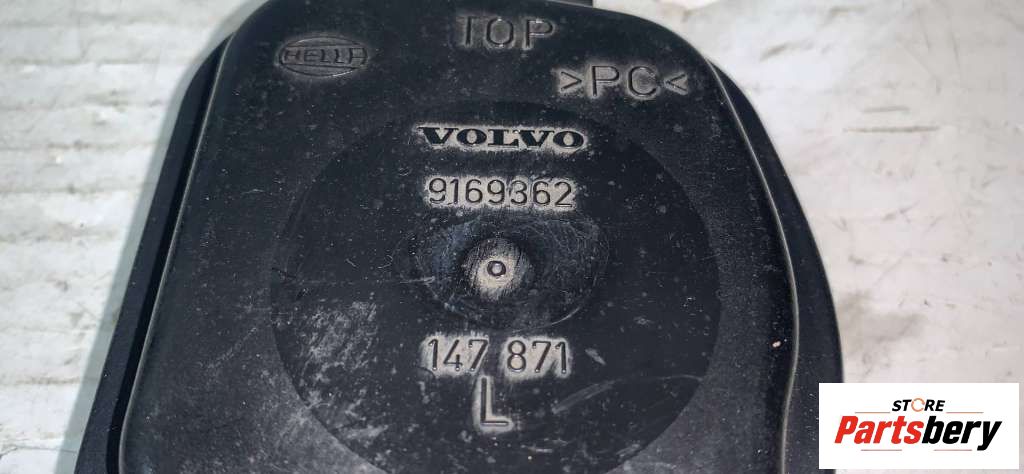 TOP
HELLA
>PC<
VOLVO
9169362
147 871
L
STORE
Partsbery